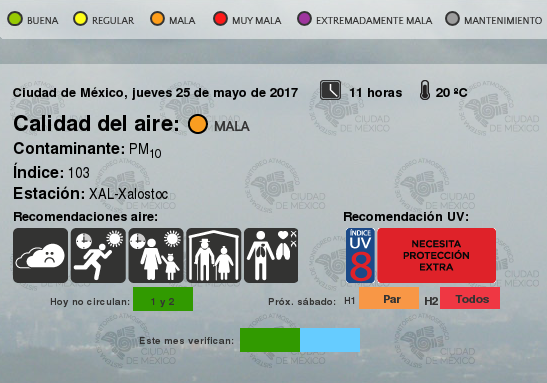 BUENA REGULAR MALA MUY MALA EXTREMADAMENTE MALA MANTENIMIENTO
Ciudad de México, jueves 25 de mayo de 2017 11 horas 20 ºC
Calidad del aire: MALA
Contaminante: PM10
Índice: 103
Estación: XAL-Xalostoc
Recomendaciones aire: Recomendación UV:
ÍNDICE
UV
8
NECESITA
PROTECCIÓN
EXTRA
Hoy no circulan: 1 y 2 Próx. sábado: H1 Par H2 Todos
Este mes verifican:
CIUDAD
DE MÉXICO